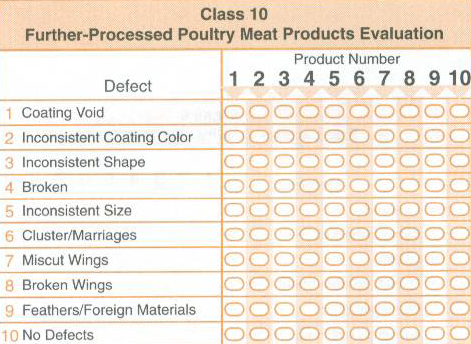 Class 10
Further-Processed Poultry Meat Products Evaluation
Product Number
Defect 1 2 3 4 5 6 7 8 9 10
1 Coating Void
2 Inconsistent Coating Color
3 Inconsistent Shape
4 Broken
5 Inconsistent Size
6 Cluster/Marriages
7 Miscut Wings
8 Broken Wings
9 Feathers/Foreign Materials
10 No Defects